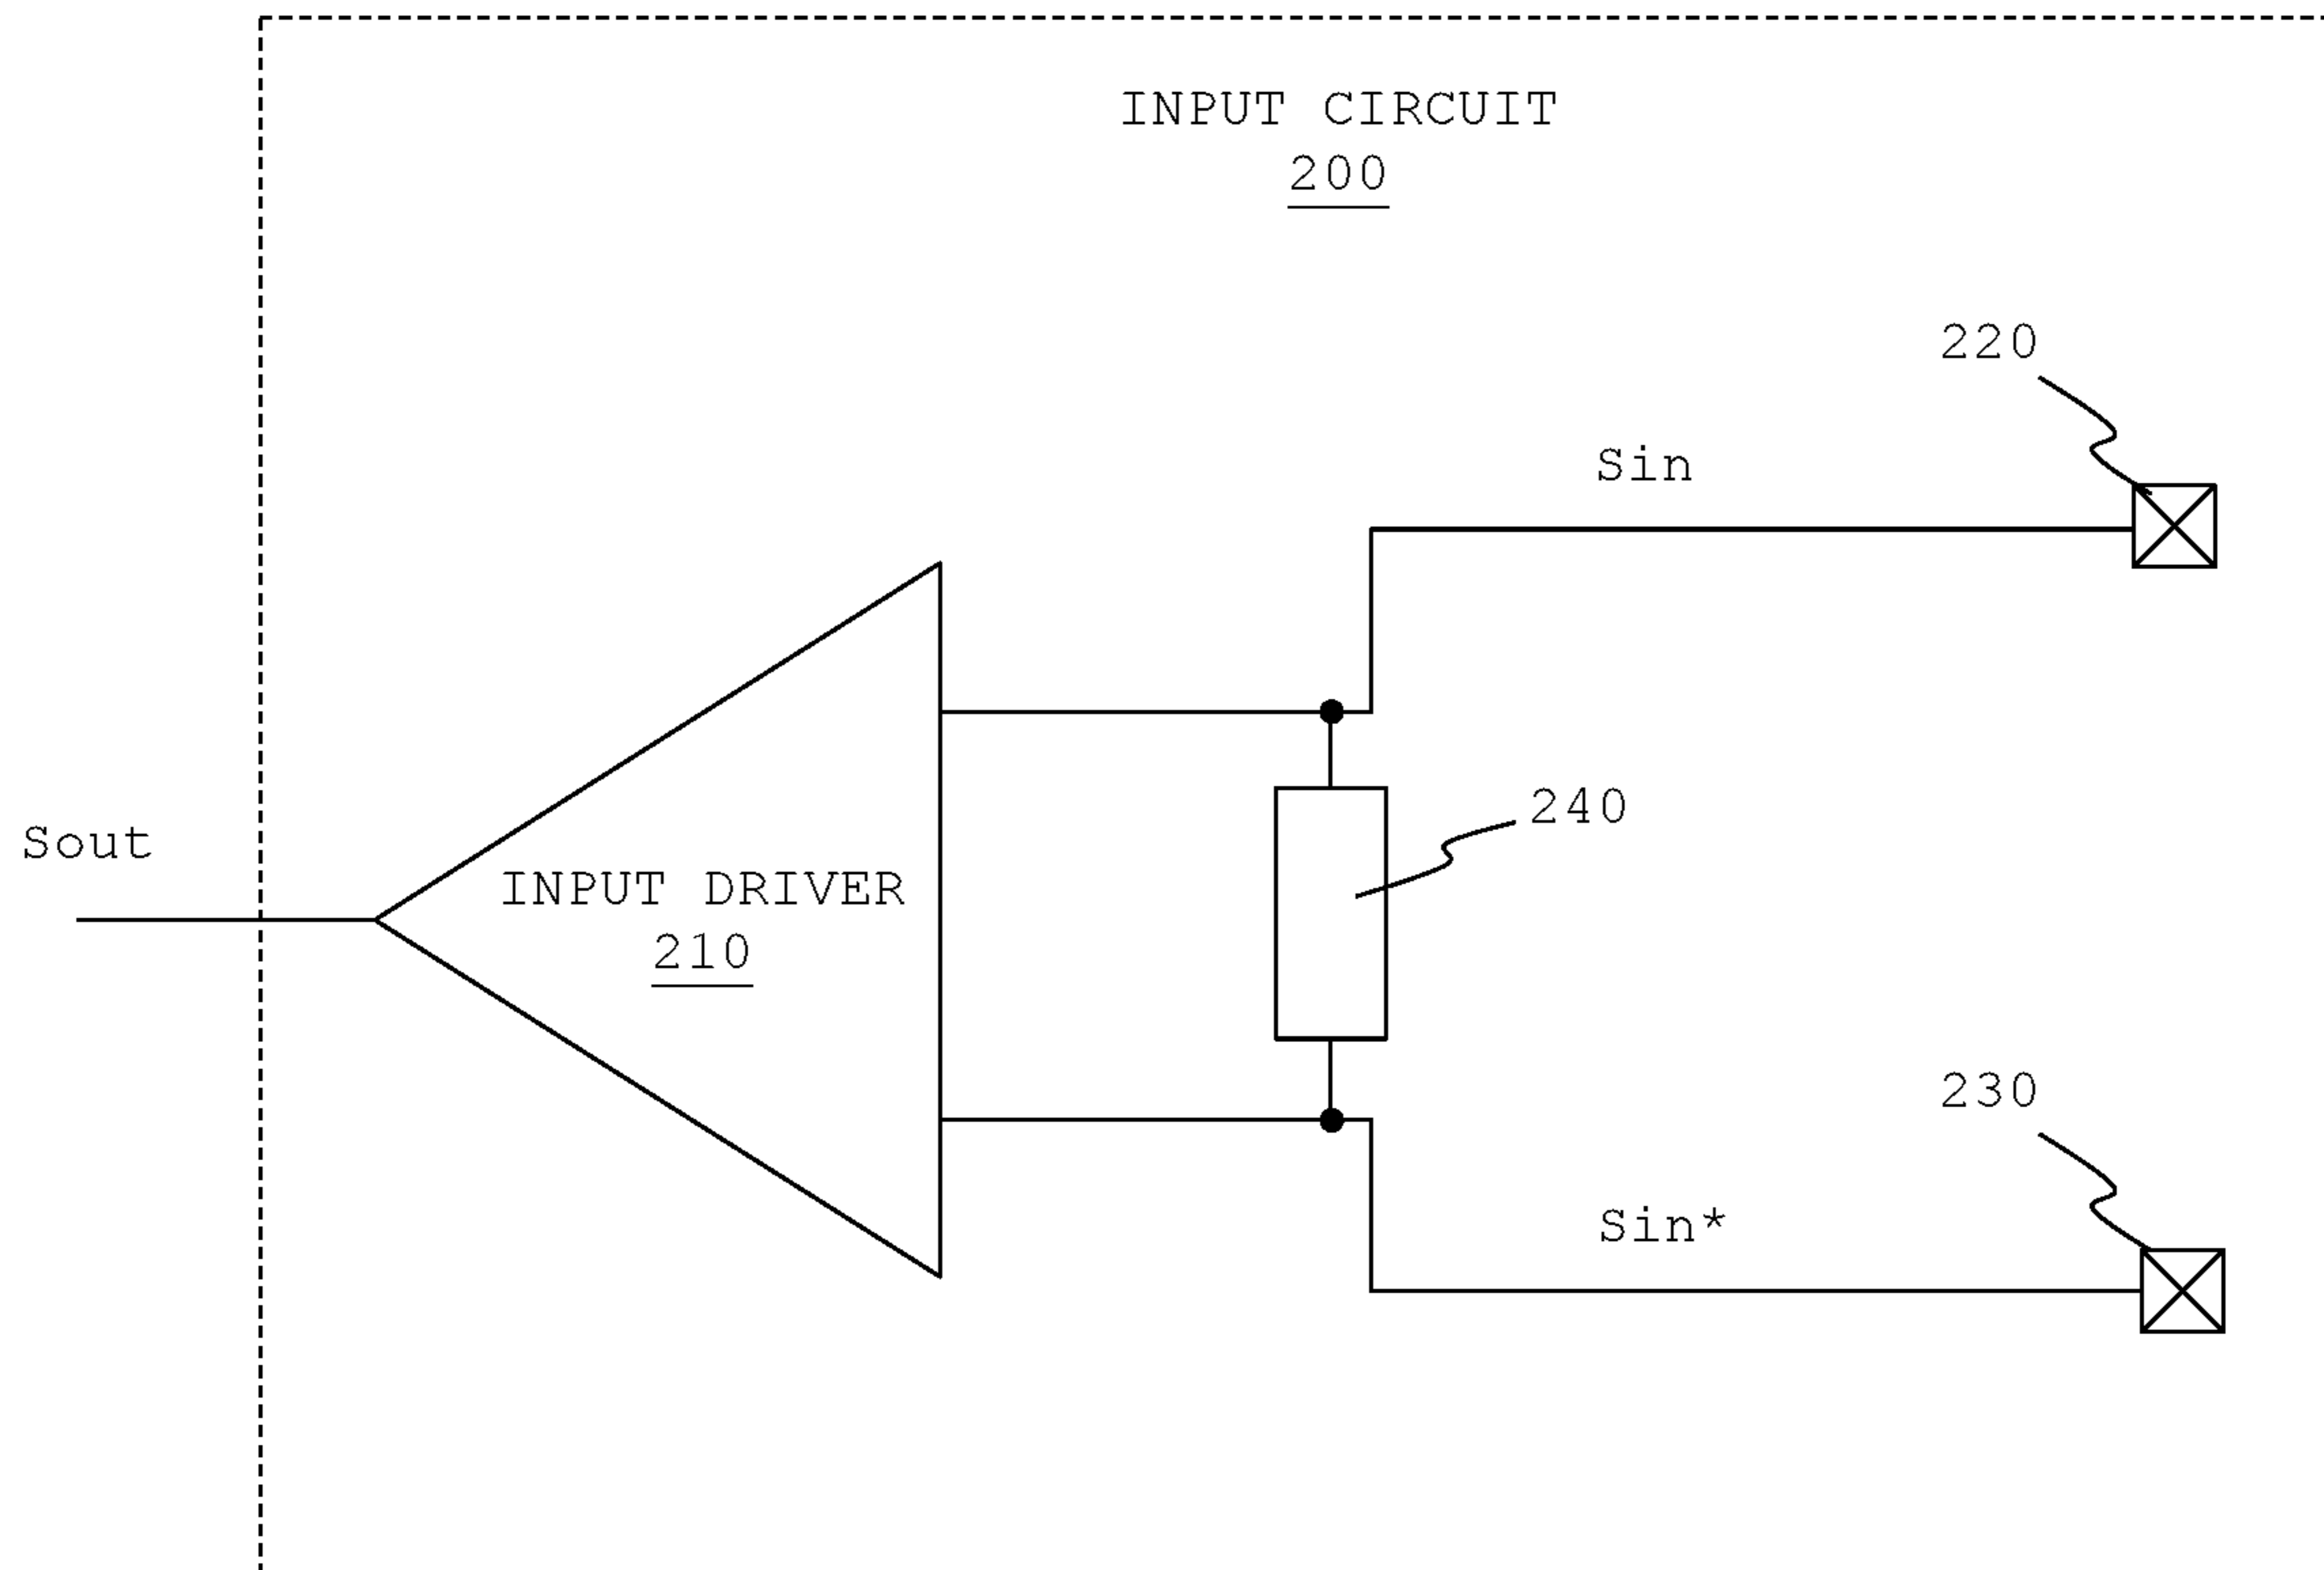 INPUT CIRCUIT
200
220
Sin
240
Sout
INPUT DRIVER
210
230
Sin*